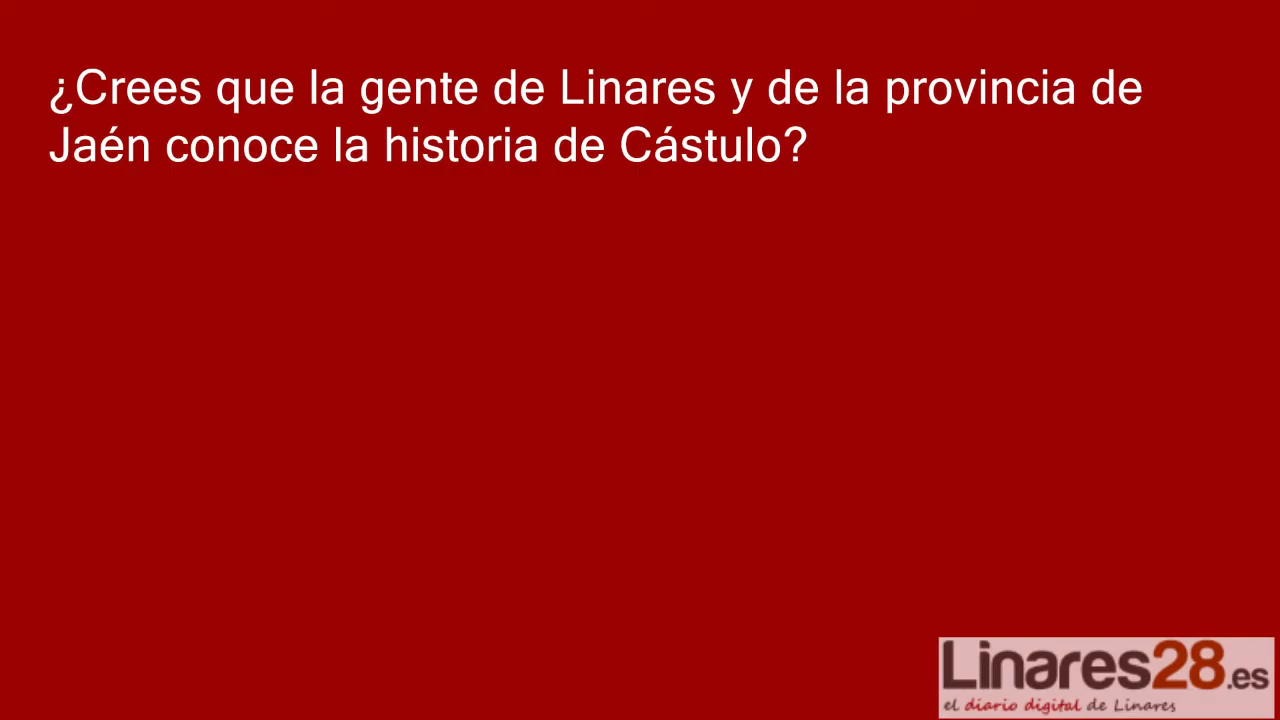 ¿Crees que la gente de Linares y de la provincia de
Jaén conoce la historia de Cástulo?
Linares28.es
el diario digital de Linares